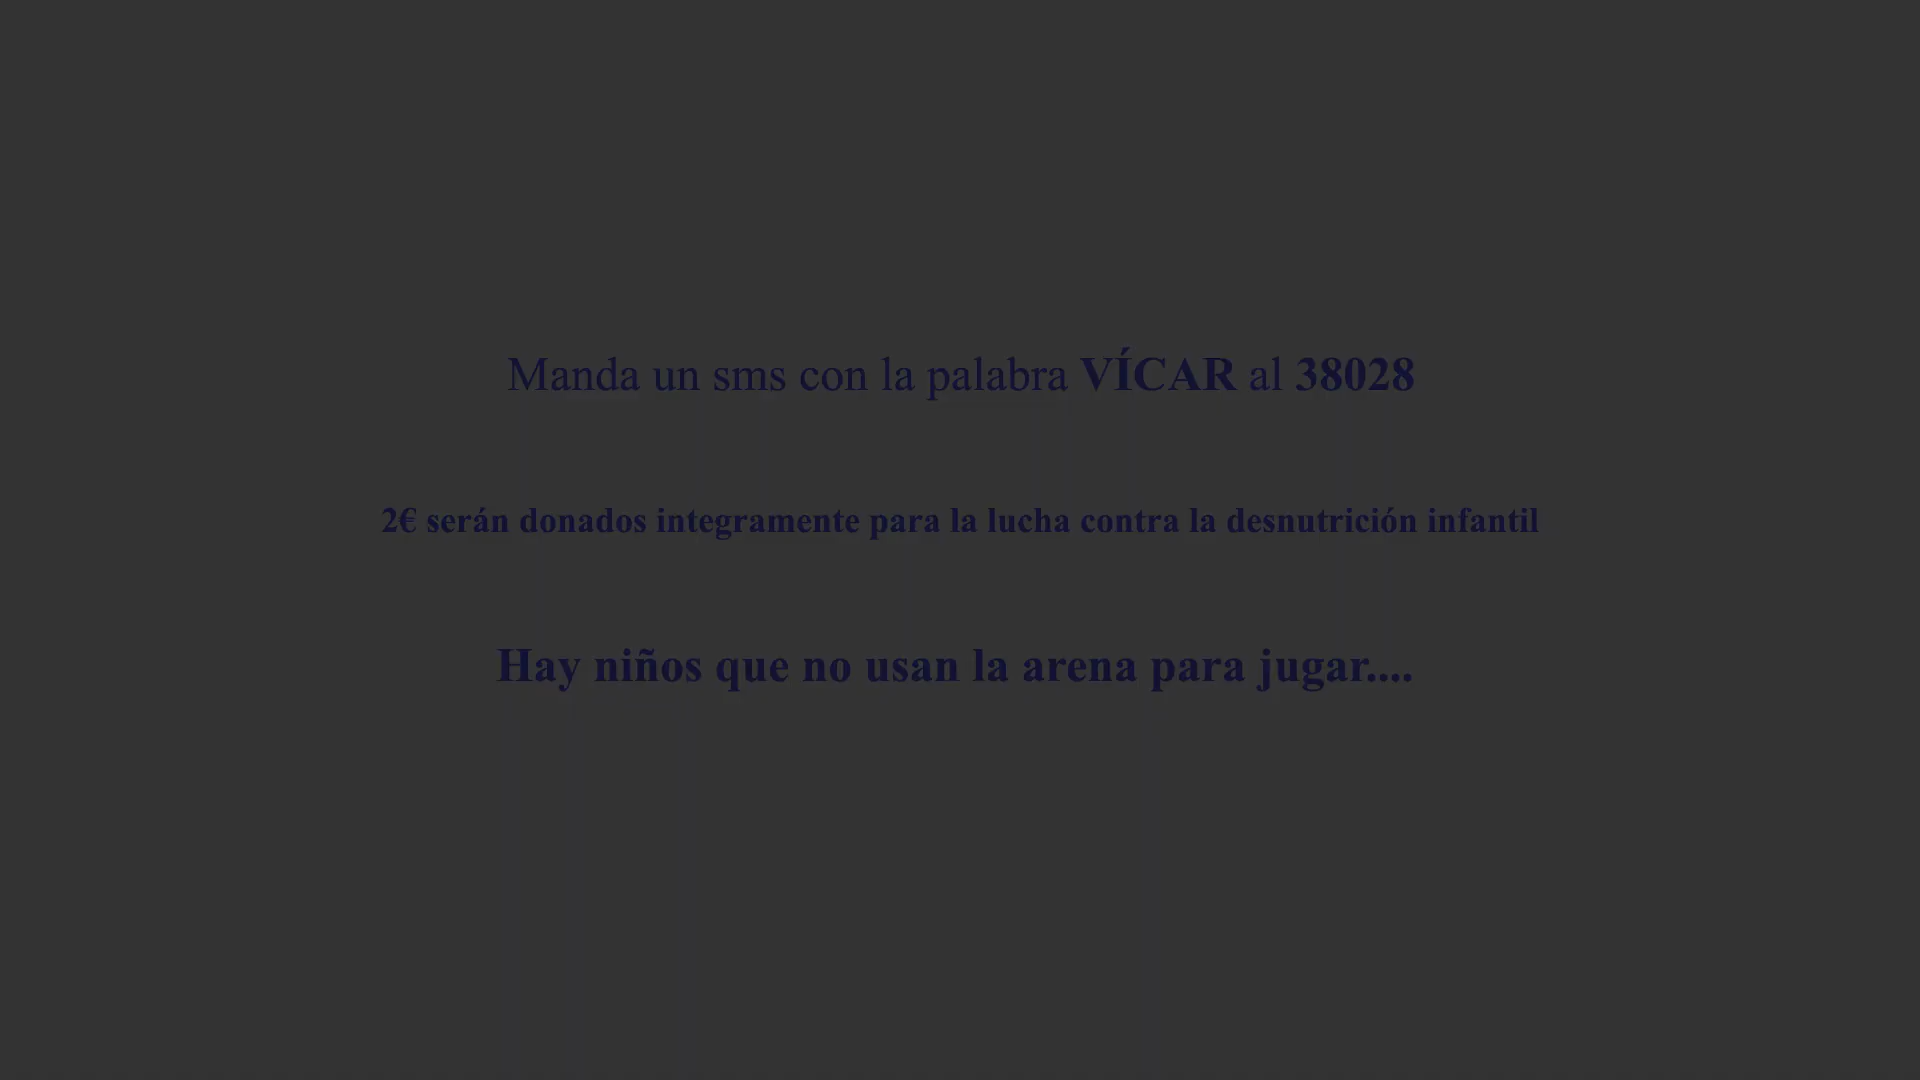 Manda un sms con la palabra VÍCAR al 38028
2€ serán donados integramente para la lucha contra la desnutrición infantil
Hay niños que no usan la arena para jugar....